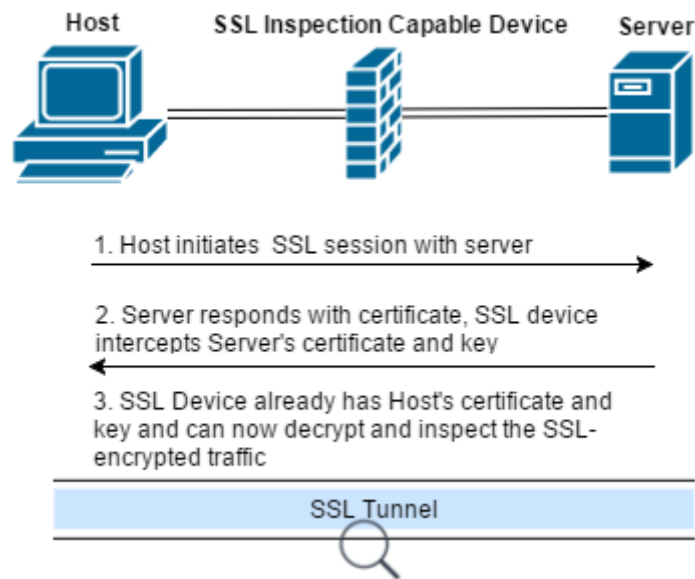 Host
SSL Inspection Capable Device
Server
1. Host initiates SSL session with server
2. Server responds with certificate, SSL device
intercepts Server's certificate and key
3. SSL Device already has Host's certificate and
key and can now decrypt and inspect the SSL-
encrypted traffic
SSL Tunnel